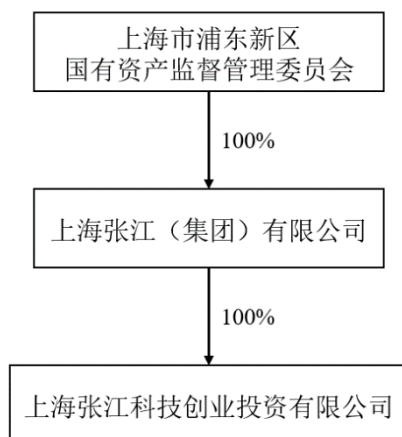 上海市浦东新区
国有资产监督管理委员会
100%
上海张江（集团）有限公司
100%
上海张江科技创业投资有限公司